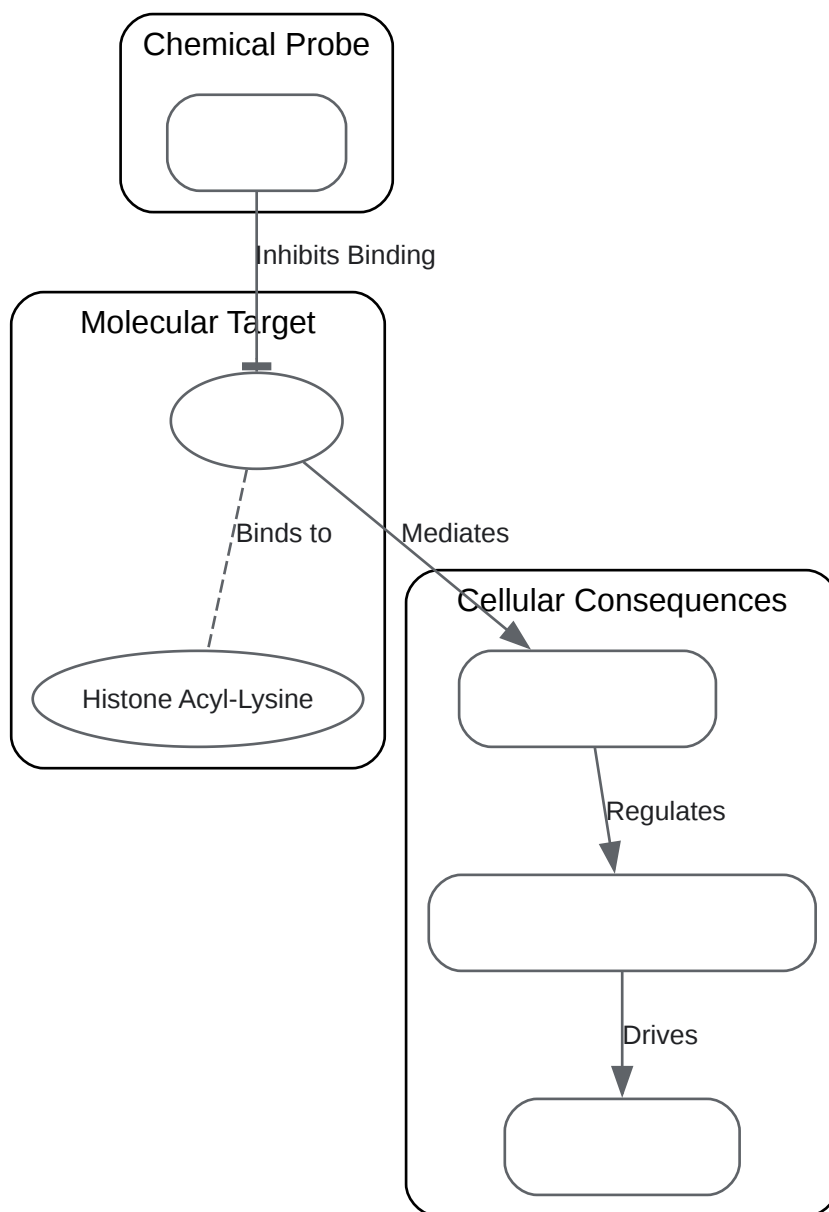 Chemical Probe
Inhibits Binding
Molecular Target
Binds to
Mediates
Cellular Consequences
Histone Acyl-Lysine
Regulates
Drives